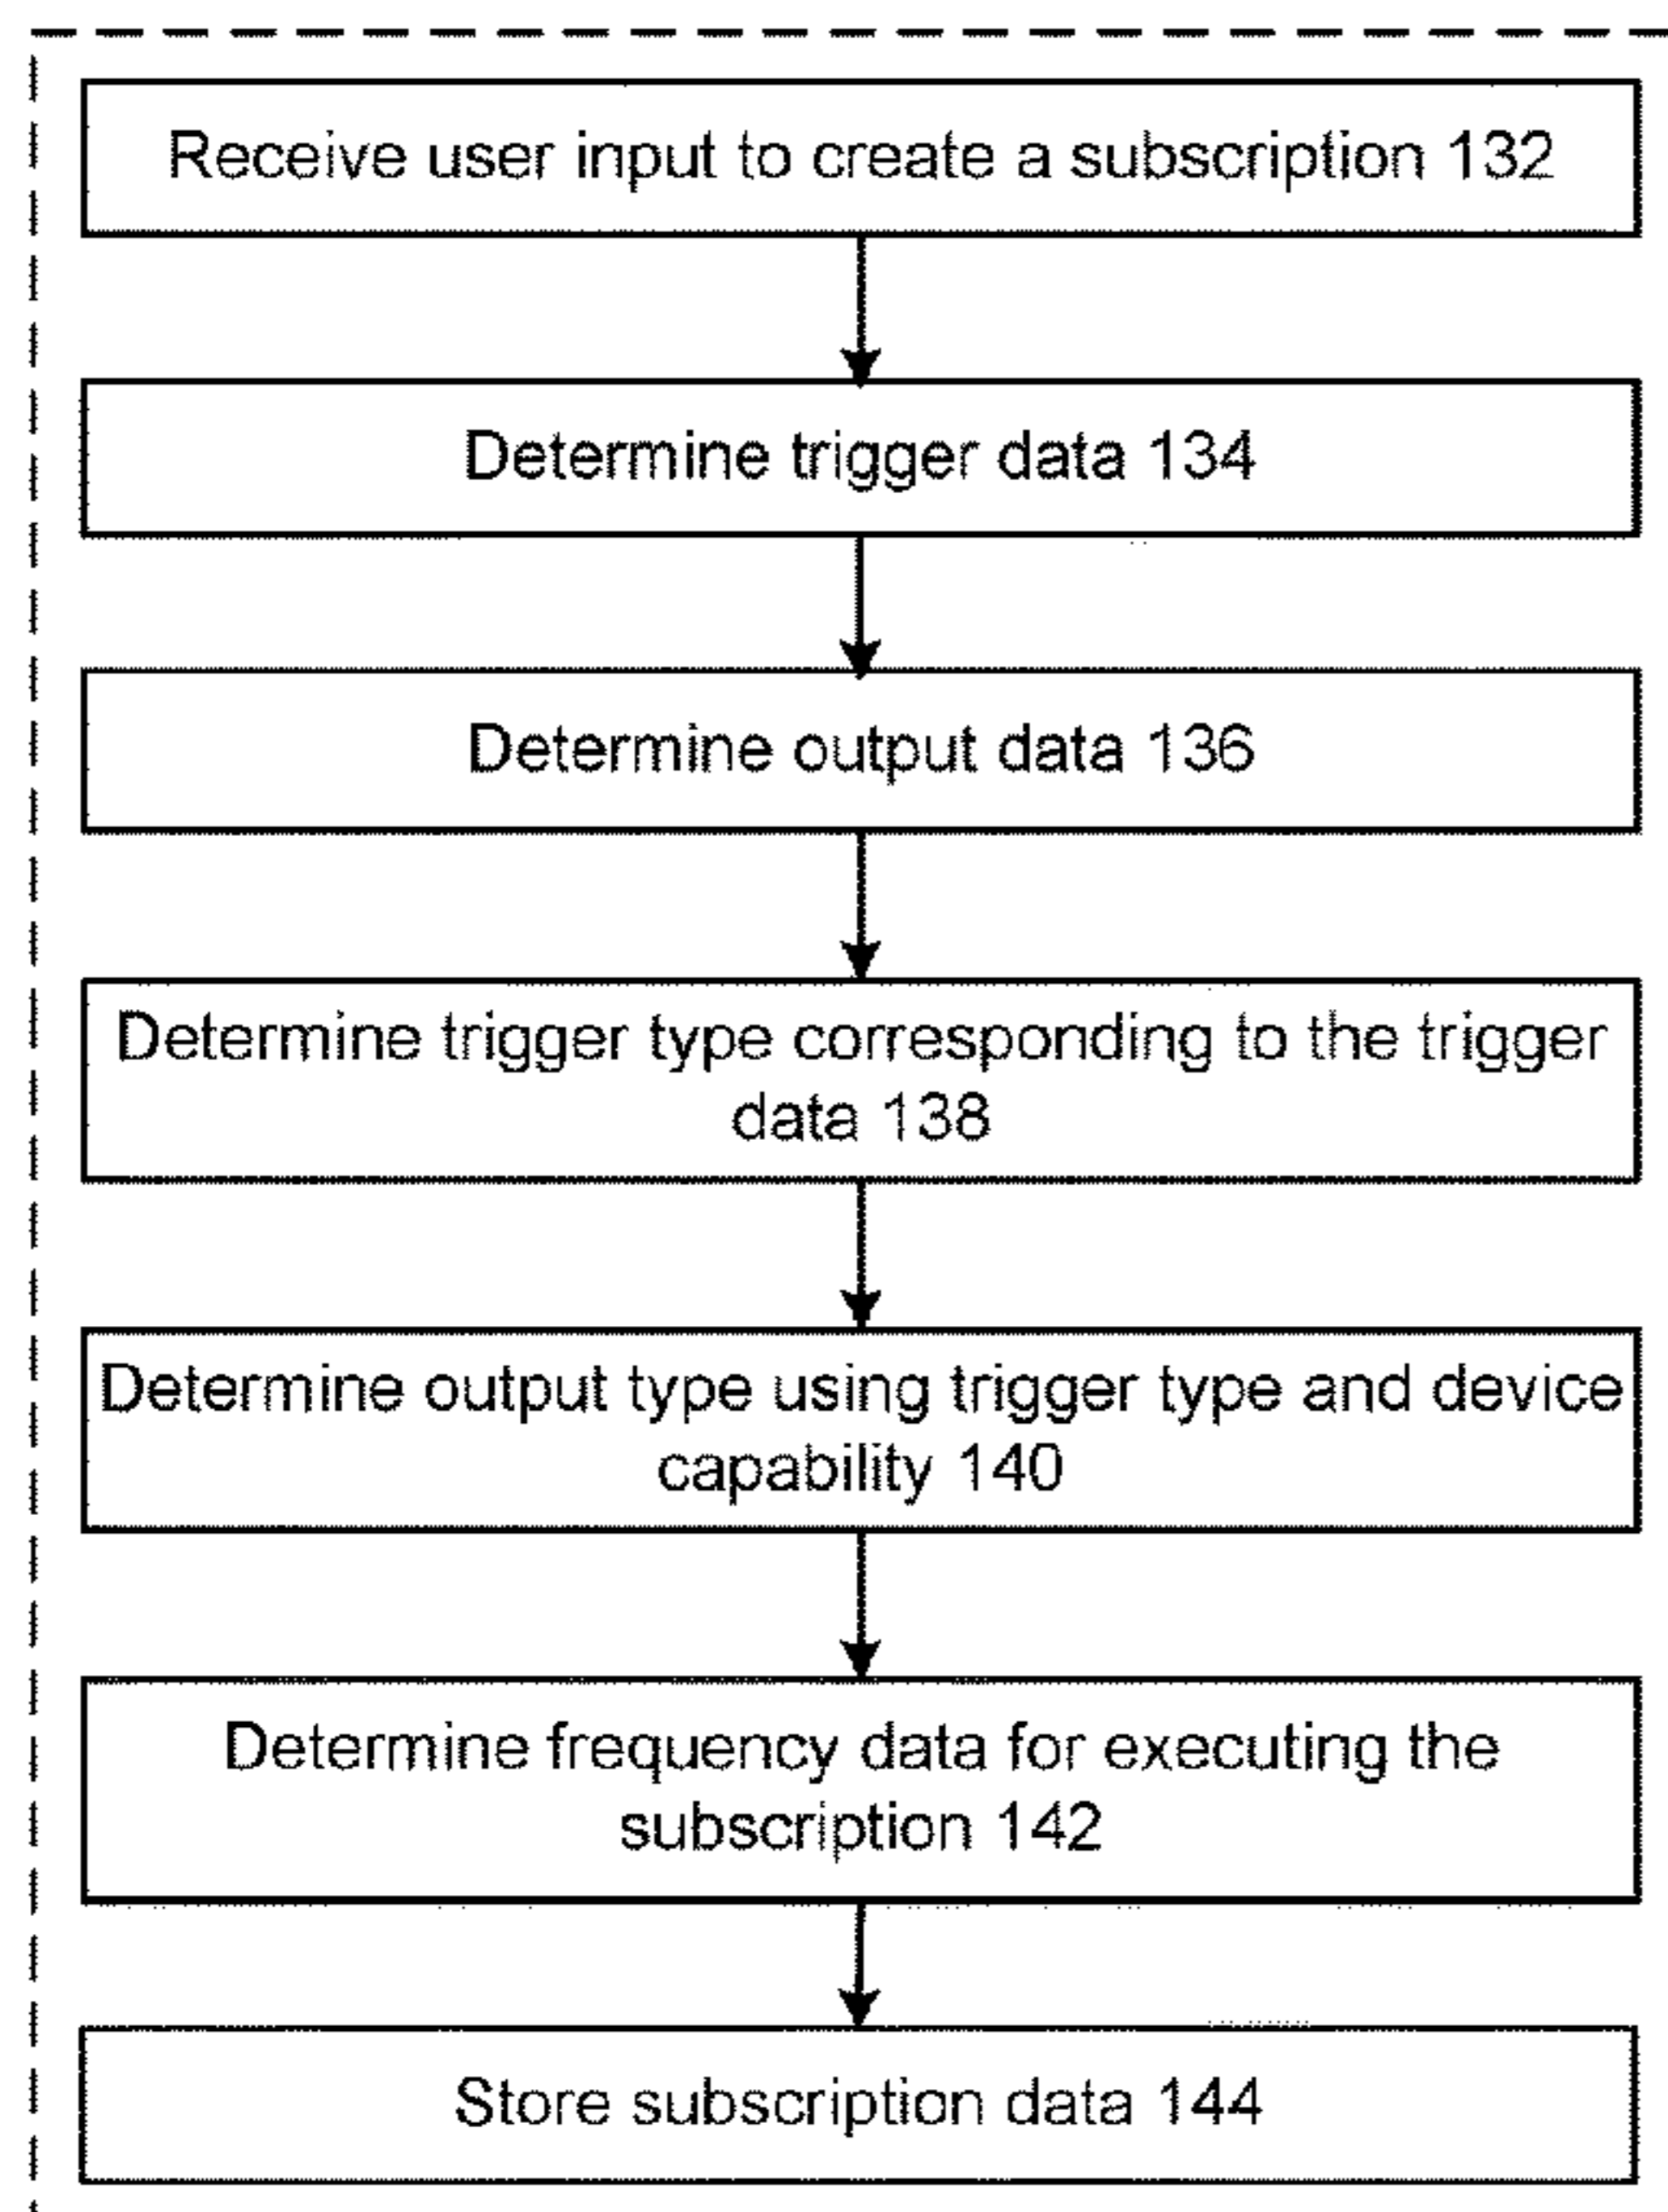 Receive user input to create a subscription 132
Determine trigger data 134
Determine output data 136
Determine trigger type corresponding to the trigger
data 138
Determine output type using trigger type and device
capability 140
Determine frequency data for executing the
subscription 142
Store subscription data 144